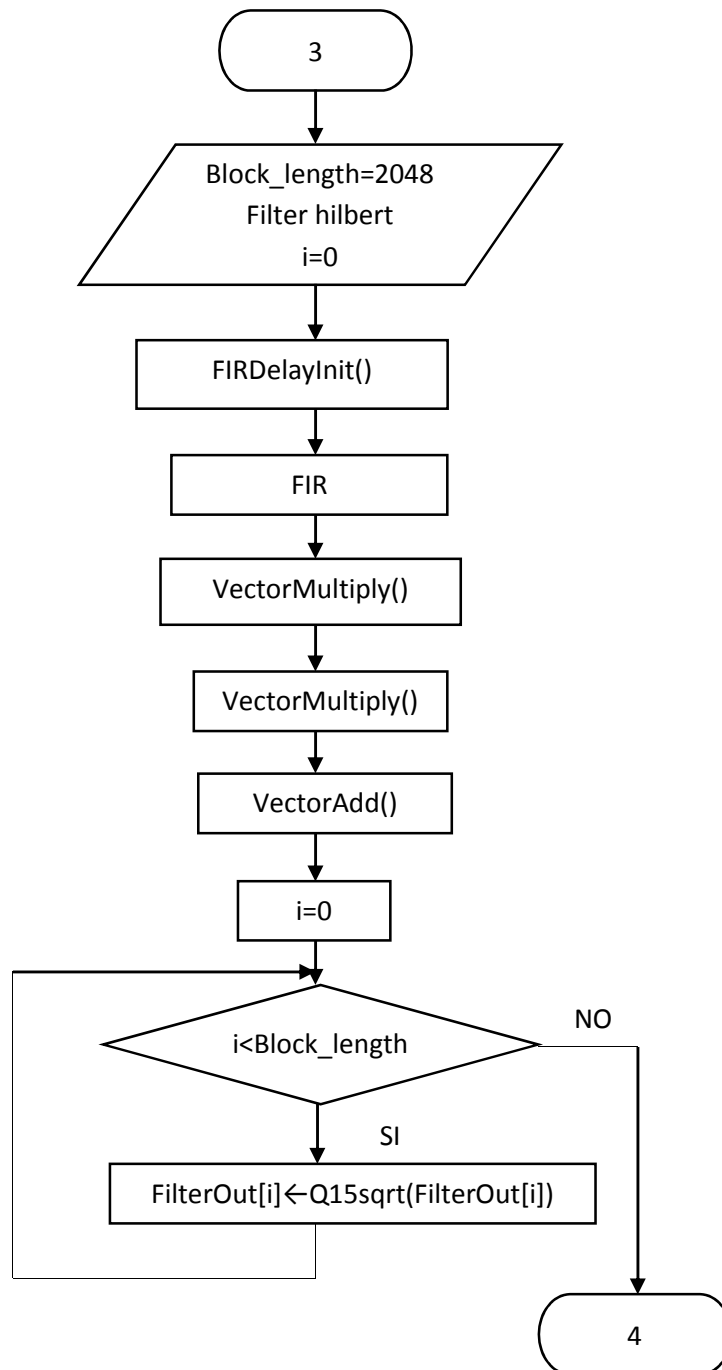 3
Block_length=2048
Filter hilbert
i=0
FIRDelayInit()
FIR
VectorMultiply()
VectorMultiply()
VectorAdd()
i=0
i<Block_length
NO
SI
FilterOut[i]←Q15sqrt(FilterOut[i])
4